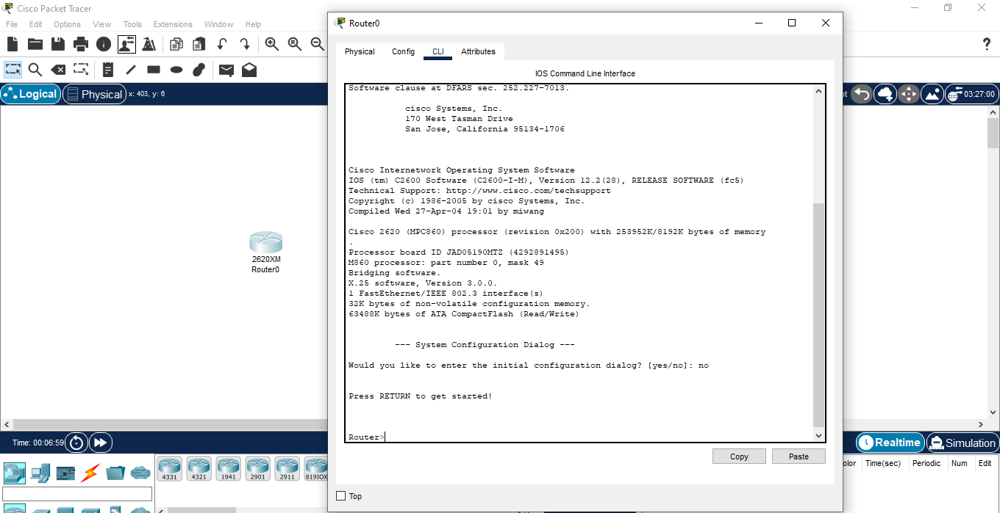 Cisco Packet Tracer
File Edit Options View Tools Extensions Window Help
Logical Physical x: 403, y: 6
2620XM
Router0
Time: 00:06:59
4331 4321 1941 2901 2911 819IOX
Router0
Physical Config CLI Attributes
IOS Command Line Interface
Software clause at DFARS sec. 252.227-7013.
cisco Systems, Inc.
170 West Tasman Drive
San Jose, California 95134-1706
Cisco Internetwork Operating System Software
IOS (tm) C2600 Software (C2600-I-M), Version 12.2(28), RELEASE SOFTWARE (fc5)
Technical Support: http://www.cisco.com/techsupport
Copyright (c) 1986-2005 by cisco Systems, Inc.
Compiled Wed 27-Apr-04 19:01 by miwang
Cisco 2620 (MPC860) processor (revision 0x200) with 253952K/8192K bytes of memory
.
Processor board ID JAD05190MTZ (4292891495)
M860 processor: part number 0, mask 49
Bridging software.
X.25 software, Version 3.0.0.
1 FastEthernet/IEEE 802.3 interface(s)
32K bytes of non-volatile configuration memory.
63488K bytes of ATA CompactFlash (Read/Write)
--- System Configuration Dialog ---
Would you like to enter the initial configuration dialog? [yes/no]: no
Press RETURN to get started!
Router>
Copy Paste
Top
03:27:00
Realtime Simulation
olor Time(sec) Periodic Num Edit